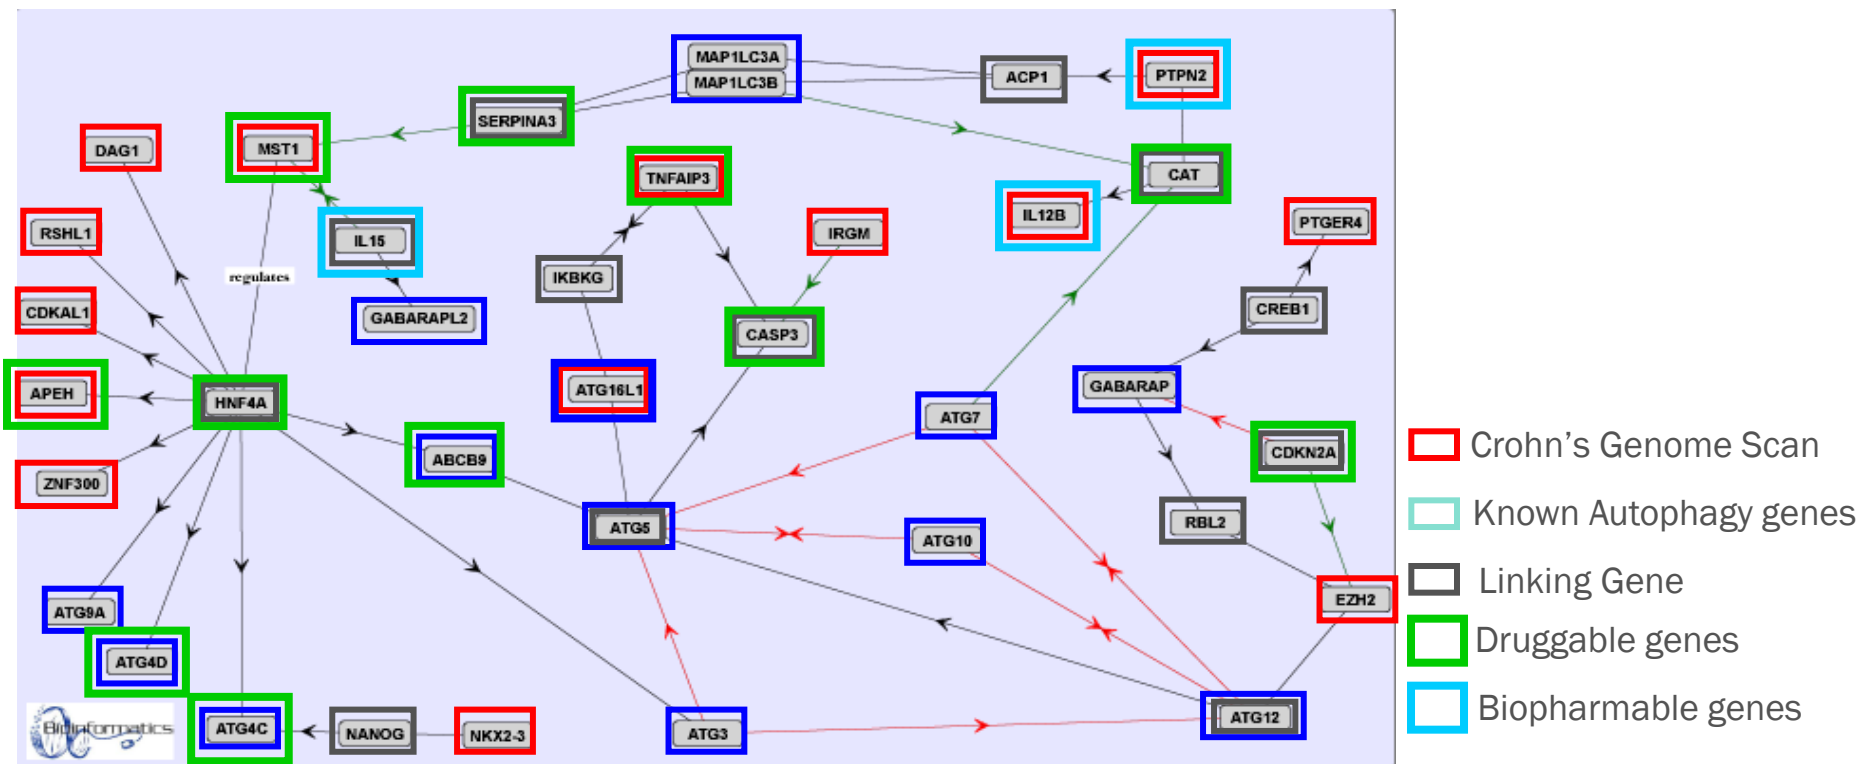 MAP1LC3A
MAP1LC3B
ACP1
PTPN2
SERPINA3
DAG1
MST1
TNFAIP3
CAT
IL12B
PTGER4
RSHL1
IL15
IRGM
regulates
IKBKG
CREB1
CDKAL1
GABARAPL2
CASP3
APEH
HNF4A
ATG16L1
GABARAP
ATG7
ABCB9
CDKN2A
Crohn's Genome Scan
ZNF300
Known Autophagy genes
ATG5
ATG10
RBL2
Linking Gene
ATG9A
EZH2
Druggable genes
ATG4D
Biopharmable genes
Bioinformatics
ATG4C
NANOG
NKX2-3
ATG3
ATG12